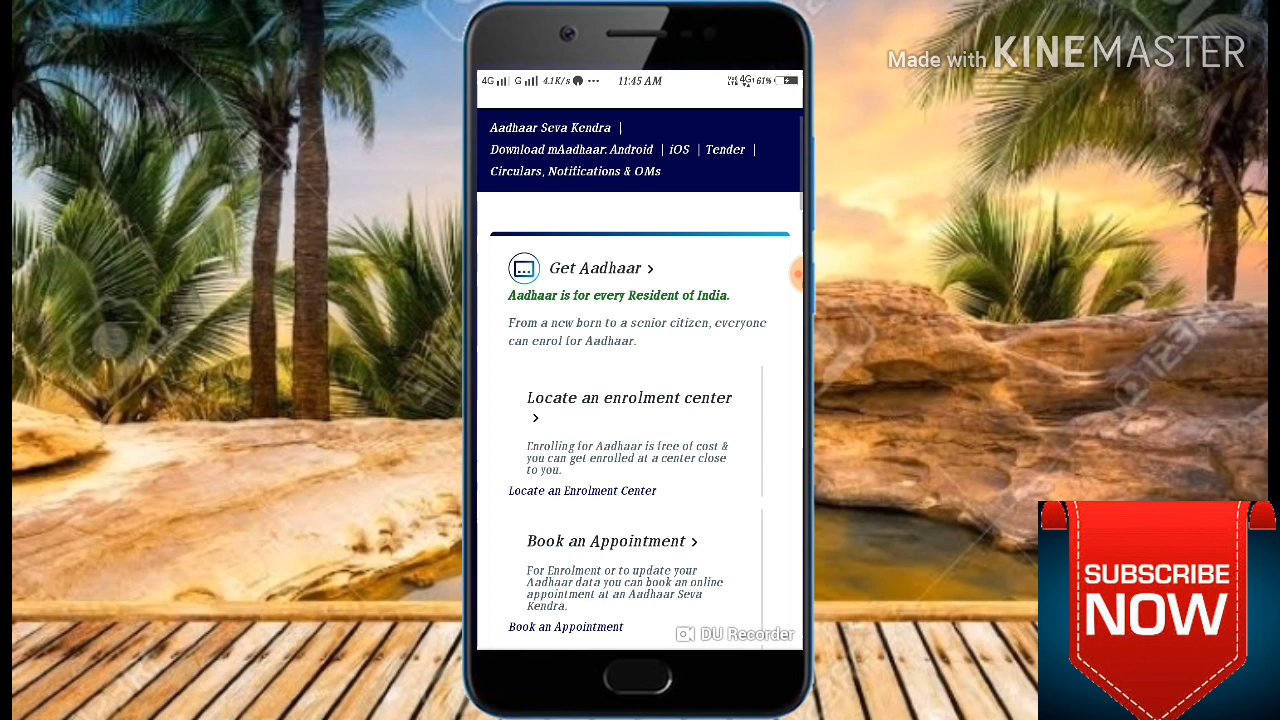 Made with KINEMASTER
4G G 4.1K/s ... 11:45 AM 4G 61%
Aadhaar Seva Kendra |
Download mAadhaar: Android | iOS | Tender |
Circulars, Notifications & OMs
Get Aadhaar >
Aadhaar is for every Resident of India.
From a new born to a senior citizen, everyone
can enrol for Aadhaar.
Locate an enrolment center
>
Enrolling for Aadhaar is free of cost &
you can get enrolled at a center close
to you.
Locate an Enrolment Center
Book an Appointment >
For Enrolment or to update your
Aadhaar data you can book an online
appointment at an Aadhaar Seva
Kendra.
Book an Appointment
DU Recorder
SUBSCRIBE
NOW